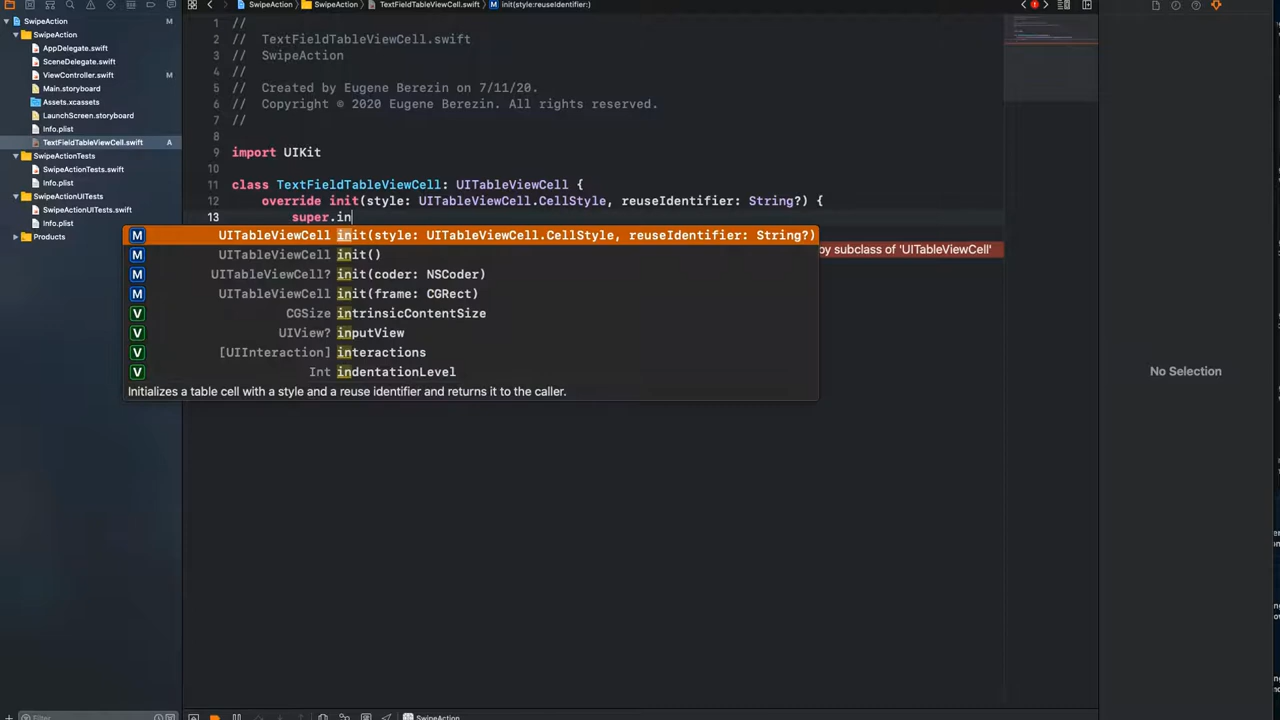 SwipeAction
SwipeAction
TextFieldTableViewCell.swift
init(style:reuseIdentifier:)
SwipeAction M
SwipeAction
AppDelegate.swift
SceneDelegate.swift
ViewController.swift M
Main.storyboard
Assets.xcassets
LaunchScreen.storyboard
Info.plist
TextFieldTableViewCell.swift A
SwipeActionTests
SwipeActionTests.swift
Info.plist
SwipeActionUITests
SwipeActionUITests.swift
Info.plist
Products
Filter
1 //
2 // TextFieldTableViewCell.swift
3 // SwipeAction
4 //
5 // Created by Eugene Berezin on 7/11/20.
6 // Copyright © 2020 Eugene Berezin. All rights reserved.
7 //
8
9 import UIKit
10
11 class TextFieldTableViewCell: UITableViewCell {
12 override init(style: UITableViewCell.CellStyle, reuseIdentifier: String?) {
13 super.in
M UITableViewCell init(style: UITableViewCell.CellStyle, reuseIdentifier: String?)
M UITableViewCell init()
M UITableViewCell? init(coder: NSCoder)
M UITableViewCell init(frame: CGRect)
V CGSize intrinsicContentSize
V UIView? inputView
V [UIInteraction] interactions
V Int indentationLevel
Initializes a table cell with a style and a reuse identifier and returns it to the caller.
by subclass of 'UITableViewCell'
No Selection
SwipeAction